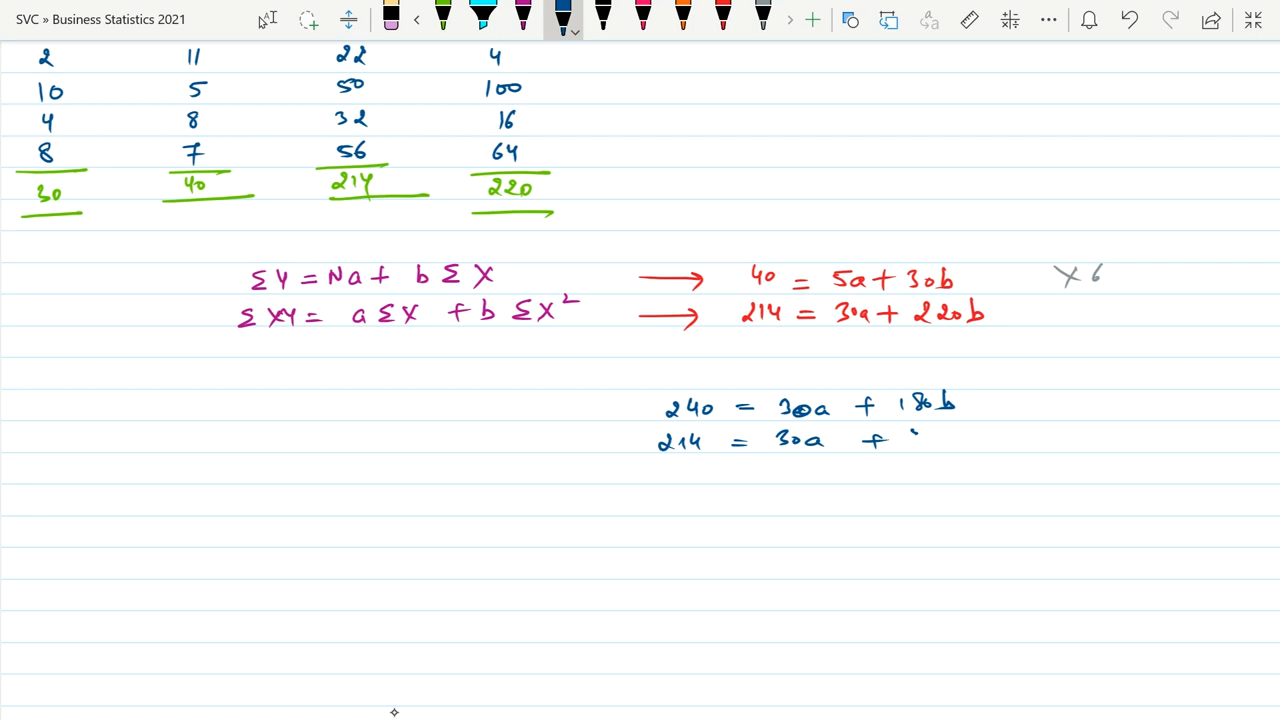 SVC » Business Statistics 2021
2 11 22 4
10 5 50 100
4 8 32 16
8 7 56 64
30 40 214 220
ΣY = Na + b ΣX → 40 = 5a + 30b ×6
ΣXY = a ΣX + b ΣX² → 214 = 30a + 220b
240 = 30a + 180b
214 = 30a +